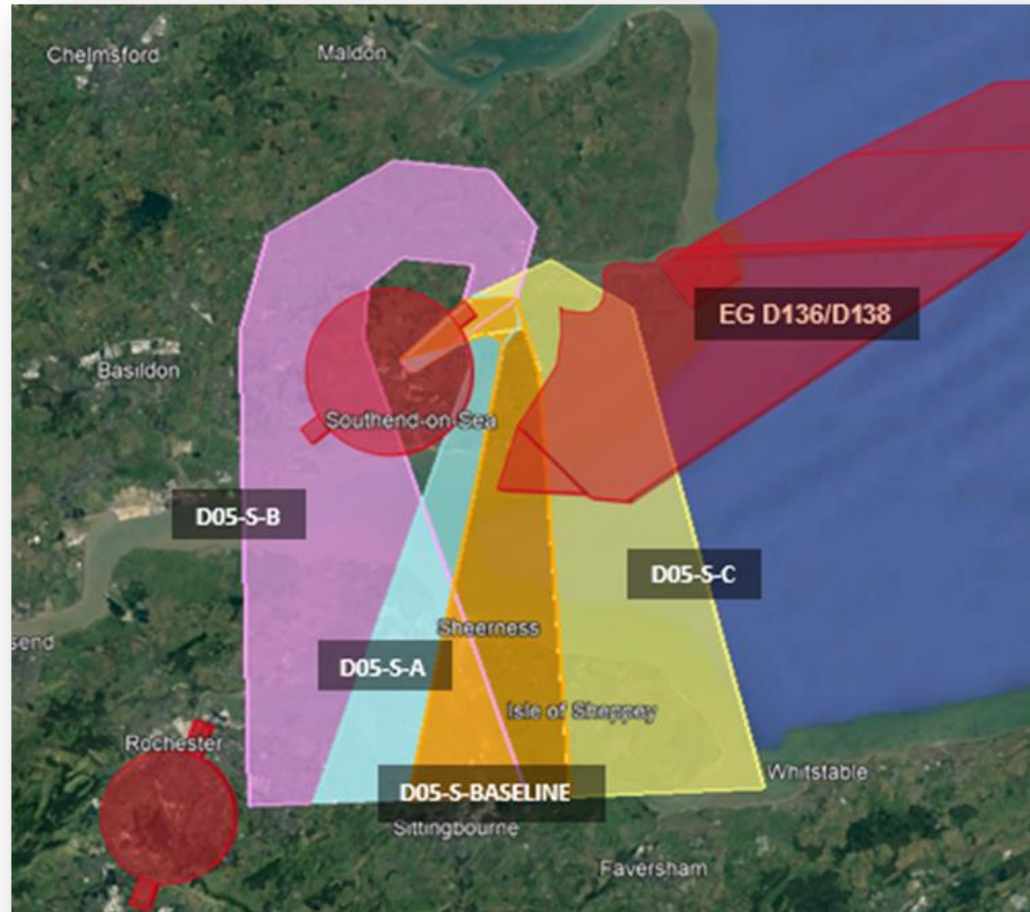 Chelmsford
Maldon
EG D136/D138
Basildon
Southend-on-Sea
D05-S-B
D05-S-C
Sheerness
send
D05-S-A
Isle of Sheppey
Rochester
Whitstable
D05-S-BASELINE
Sittingbourne
Faversham